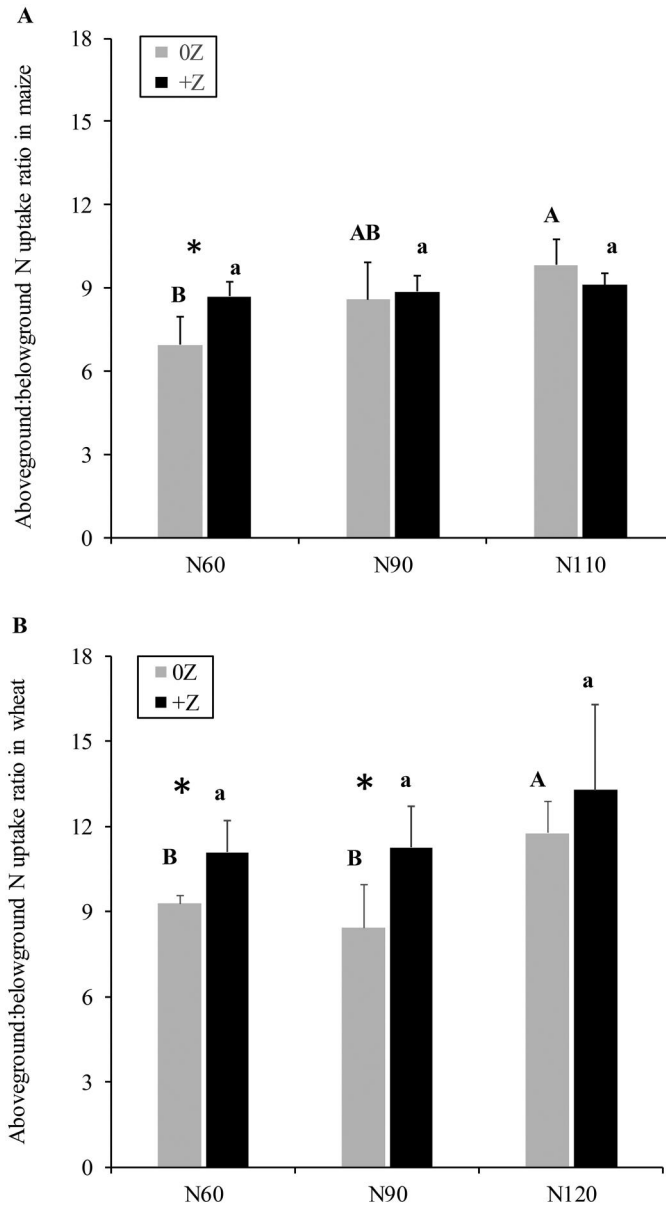 A
Aboveground:belowground N uptake ratio in maize
18
15
12
9
6
3
0
0Z
+Z
* B a
AB a
A a
N60 N90 N110
B
Aboveground:belowground N uptake ratio in wheat
18
15
12
9
6
3
0
0Z
+Z
* B a
* B a
A a
N60 N90 N120